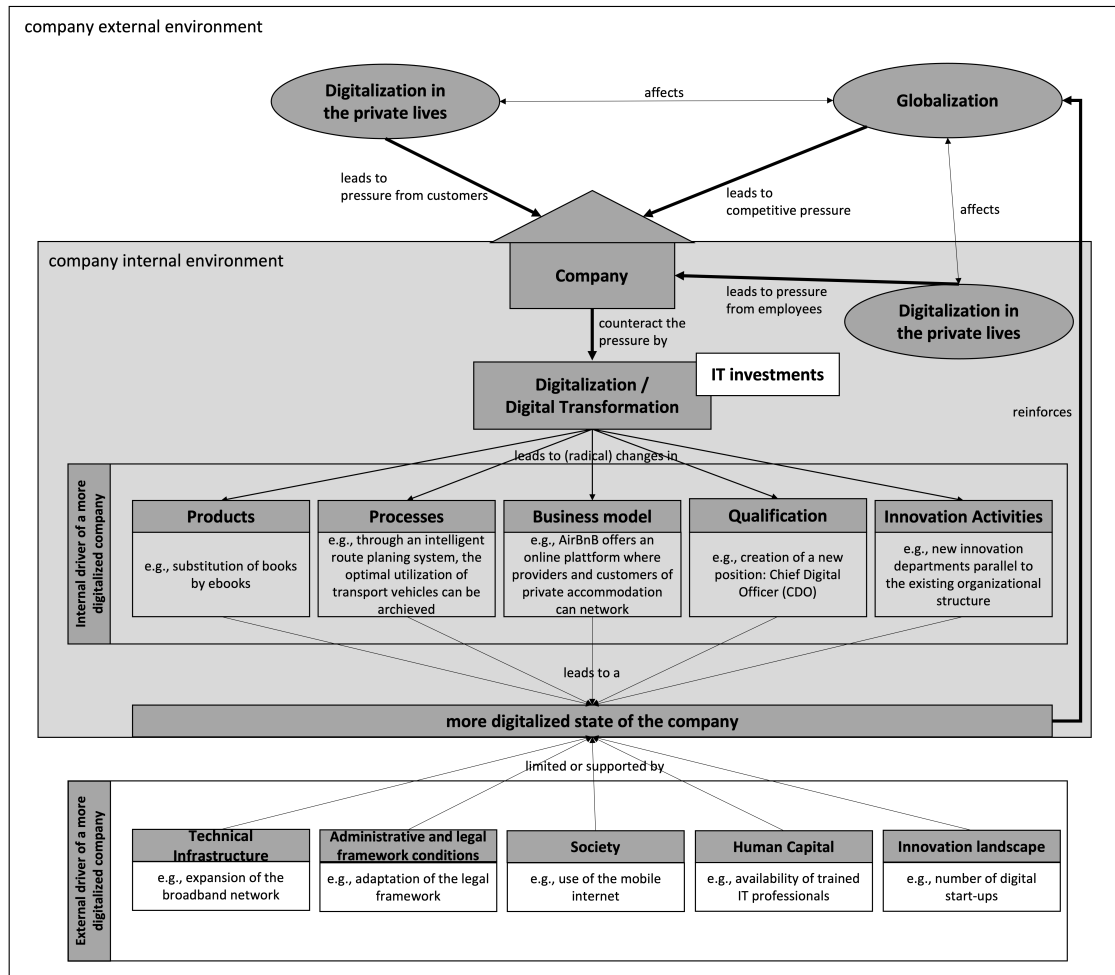 company external environment
Digitalization in
the private lives
affects
Globalization
leads to
pressure from customers
leads to
competitive pressure
affects
company internal environment
Company
leads to pressure
from employees
Digitalization in
the private lives
counteract the
pressure by
IT investments
Digitalization /
Digital Transformation
reinforces
leads to (radical) changes in
Internal driver of a more
digitalized company
Products
e.g., substitution of books
by ebooks
Processes
e.g., through an intelligent
route planing system, the
optimal utilization of
transport vehicles can be
archieved
Business model
e.g., AirBnB offers an
online plattform where
providers and customers of
private accommodation
can network
Qualification
e.g., creation of a new
position: Chief Digital
Officer (CDO)
Innovation Activities
e.g., new innovation
departments parallel to
the existing organizational
structure
leads to a
more digitalized state of the company
limited or supported by
External driver of a more
digitalized company
Technical
Infrastructure
e.g., expansion of the
broadband network
Administrative and legal
framework conditions
e.g., adaptation of the legal
framework
Society
e.g., use of the mobile
internet
Human Capital
e.g., availability of trained
IT professionals
Innovation landscape
e.g., number of digital
start-ups